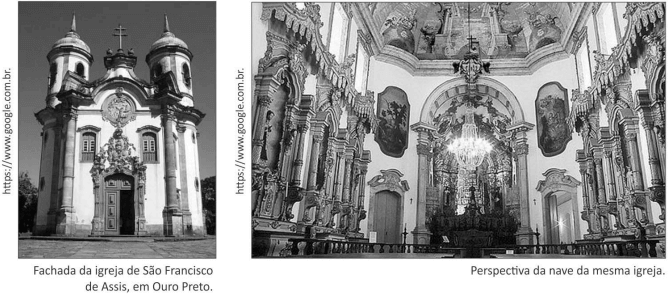 https://www.google.com.br.
Fachada da igreja de São Francisco
de Assis, em Ouro Preto.
https://www.google.com.br.
Perspectiva da nave da mesma igreja.